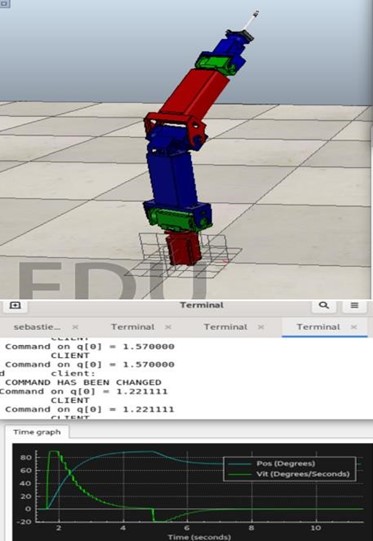 EDU
Terminal
sebastie... × Terminal × Terminal × Terminal ×
CLIENT
Command on q[0] = 1.570000
CLIENT
Command on q[0] = 1.570000
d client:
COMMAND HAS BEEN CHANGED
Command on q[0] = 1.221111
CLIENT
Command on q[0] = 1.221111
CLIENT
Time graph
80
60
40
20
0
-20
Pos (Degrees)
Vit (Degrees/Seconds)
2 4 6 8 10
Time (seconds)